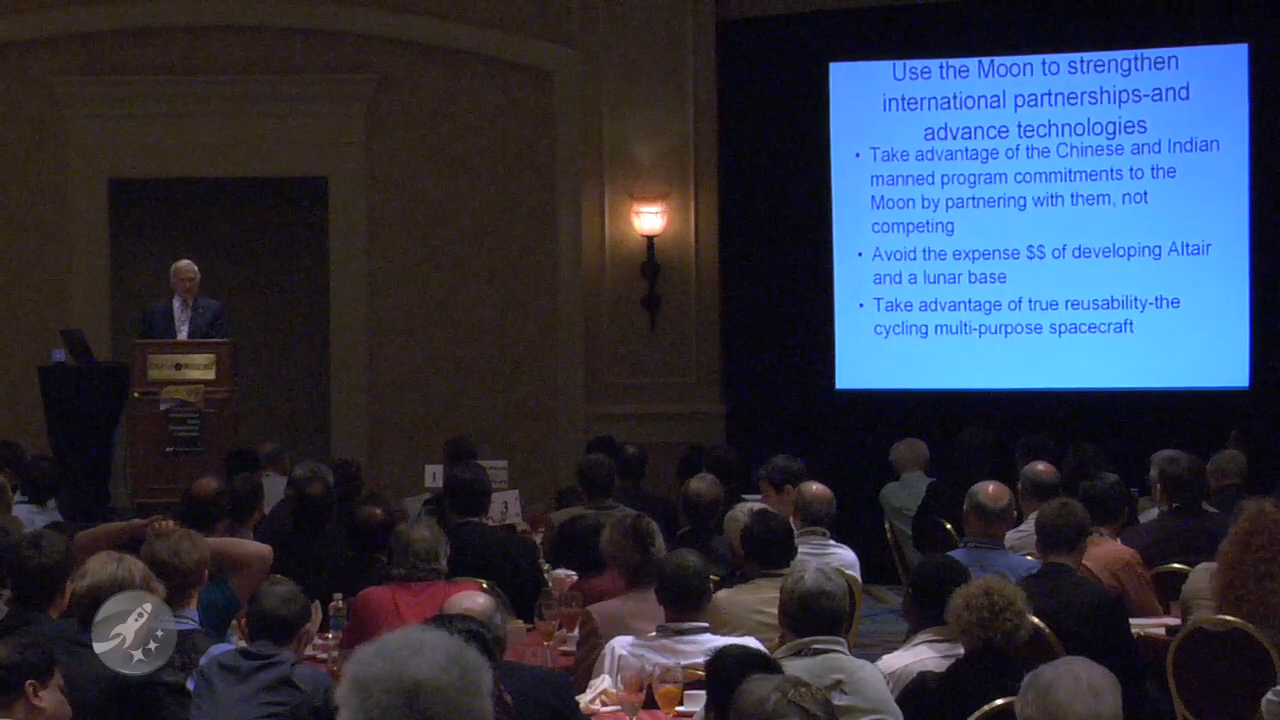 Use the Moon to strengthen
international partnerships-and
advance technologies
• Take advantage of the Chinese and Indian
manned program commitments to the
Moon by partnering with them, not
competing
• Avoid the expense $$ of developing Altair
and a lunar base
• Take advantage of true reusability-the
cycling multi-purpose spacecraft
3